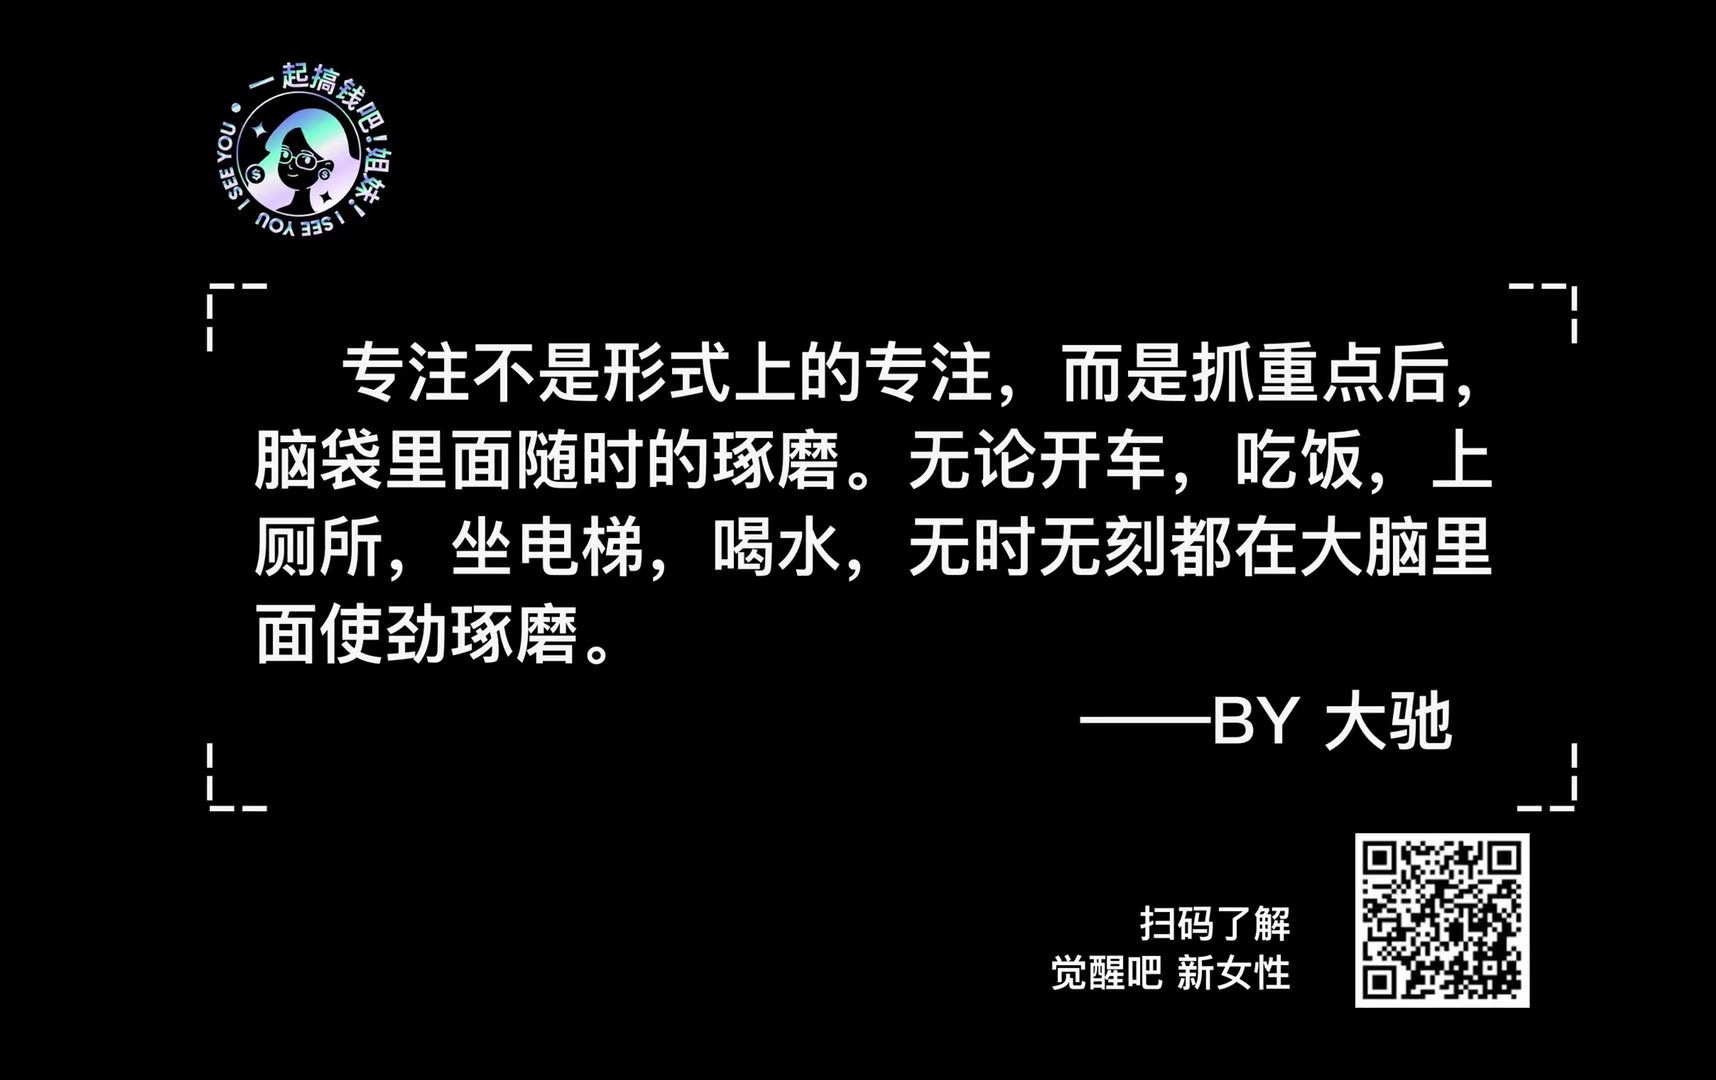 一起搞钱吧！姐妹！I SEE YOU I SEE YOU
专注不是形式上的专注，而是抓重点后，
脑袋里面随时的琢磨。无论开车，吃饭，上
厕所，坐电梯，喝水，无时无刻都在大脑里
面使劲琢磨。
——BY 大驰
扫码了解
觉醒吧 新女性